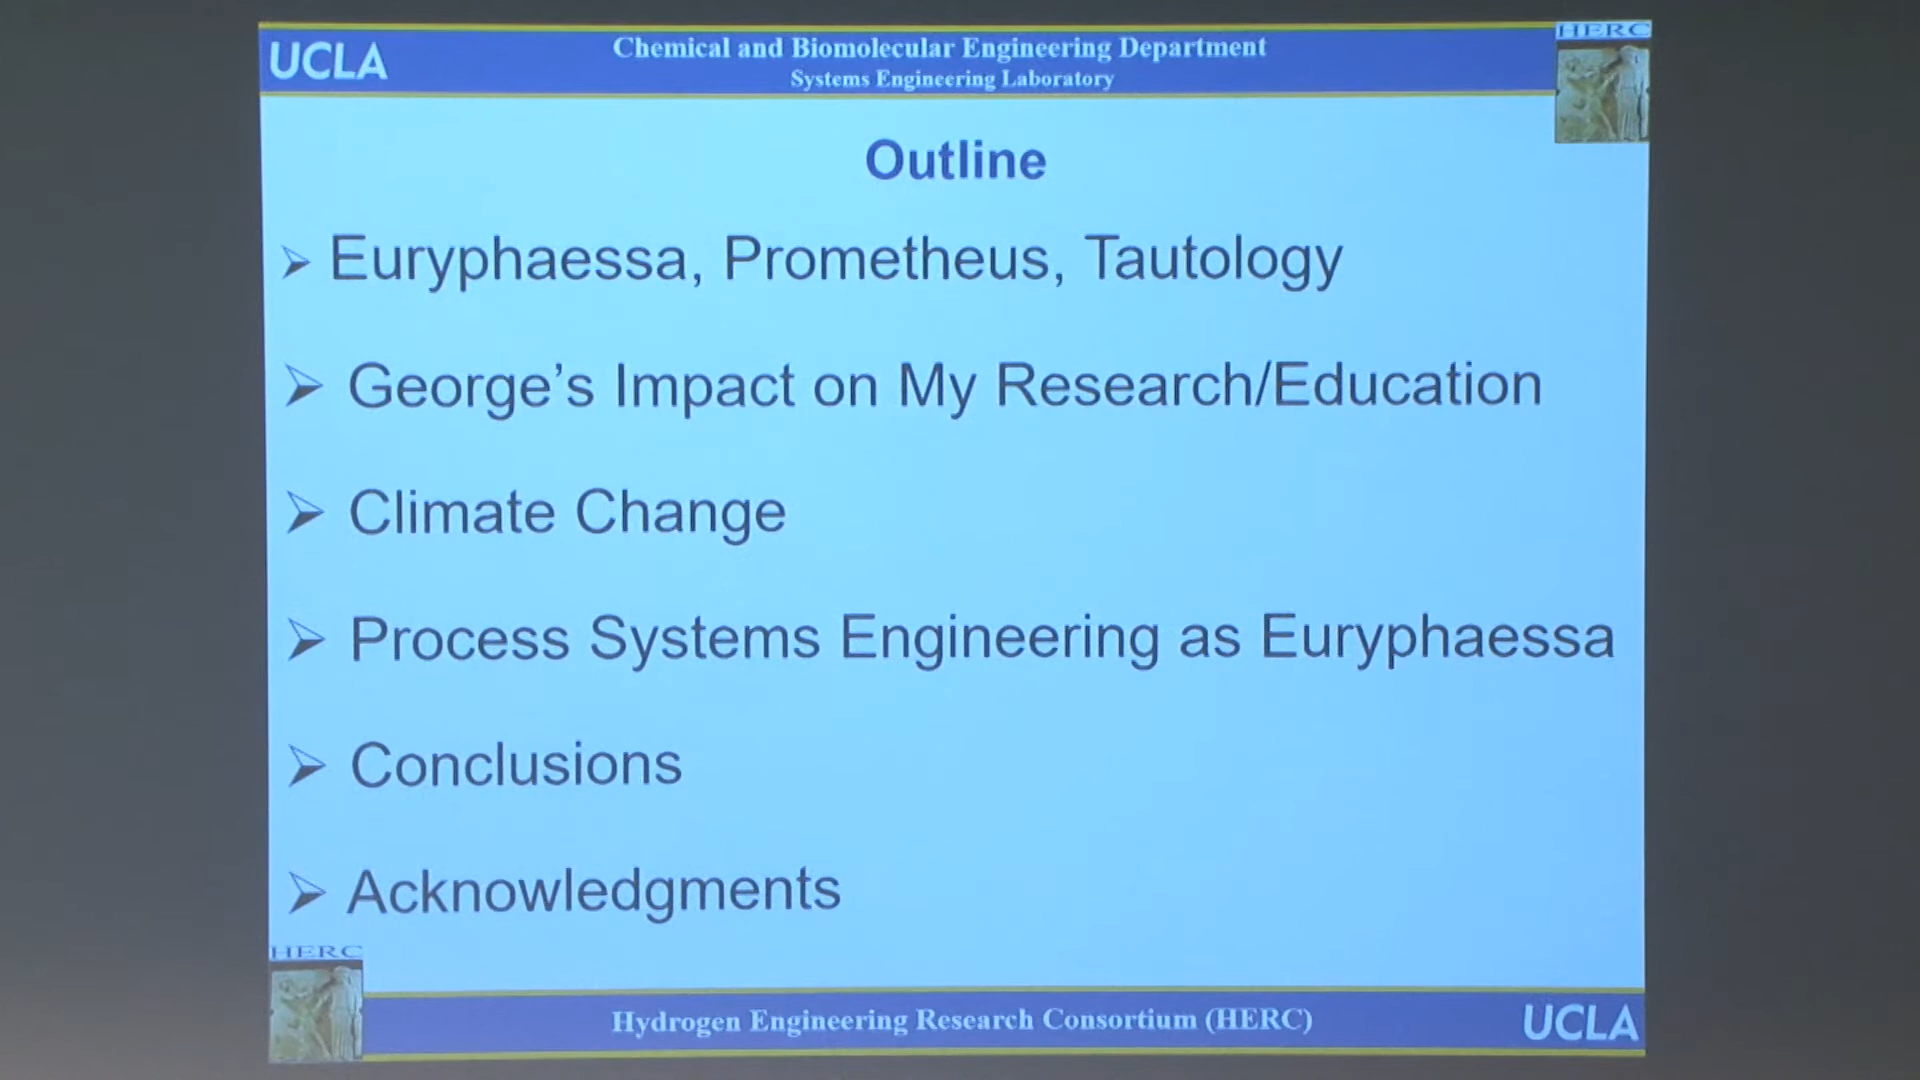 UCLA
Chemical and Biomolecular Engineering Department
Systems Engineering Laboratory
HERC
Outline
Euryphaessa, Prometheus, Tautology
George’s Impact on My Research/Education
Climate Change
Process Systems Engineering as Euryphaessa
Conclusions
Acknowledgments
HERC
Hydrogen Engineering Research Consortium (HERC)
UCLA